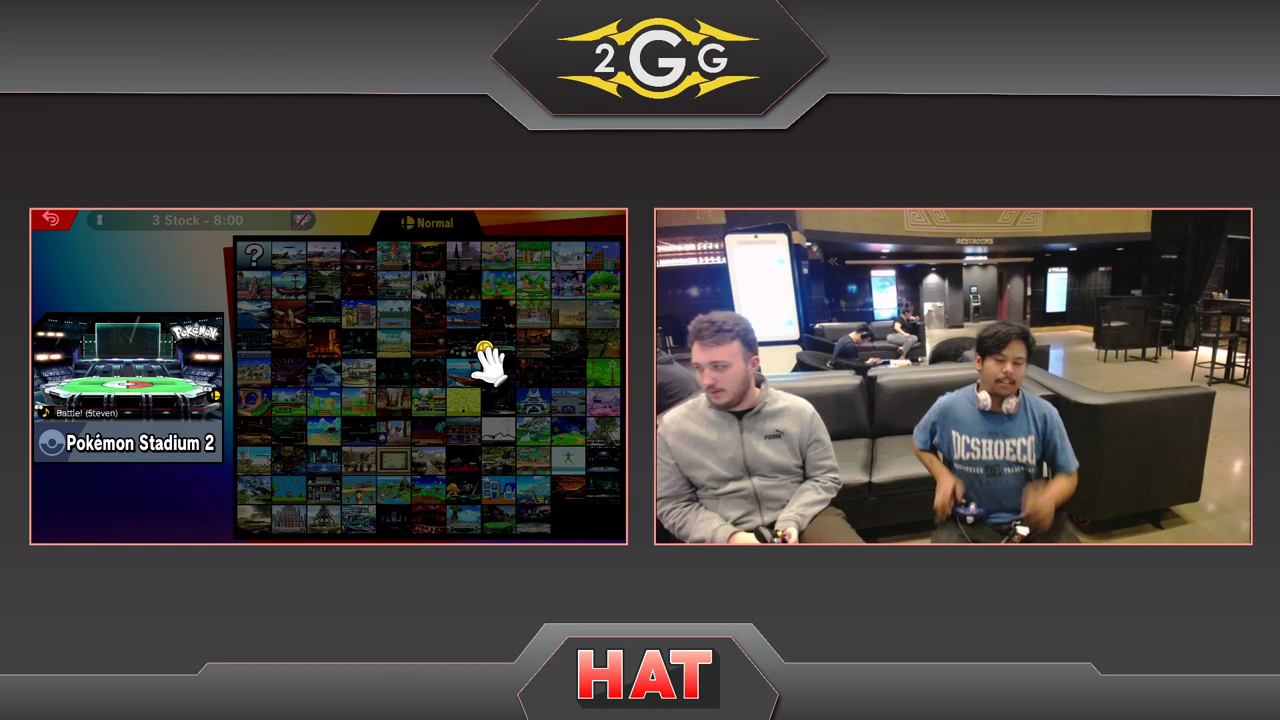 2GG
3 Stock - 8:00
Normal
?
POKéMON
Battle! (Steven)
Pokémon Stadium 2
RESTROOMS
PUMA
DCSHOECO
HAT